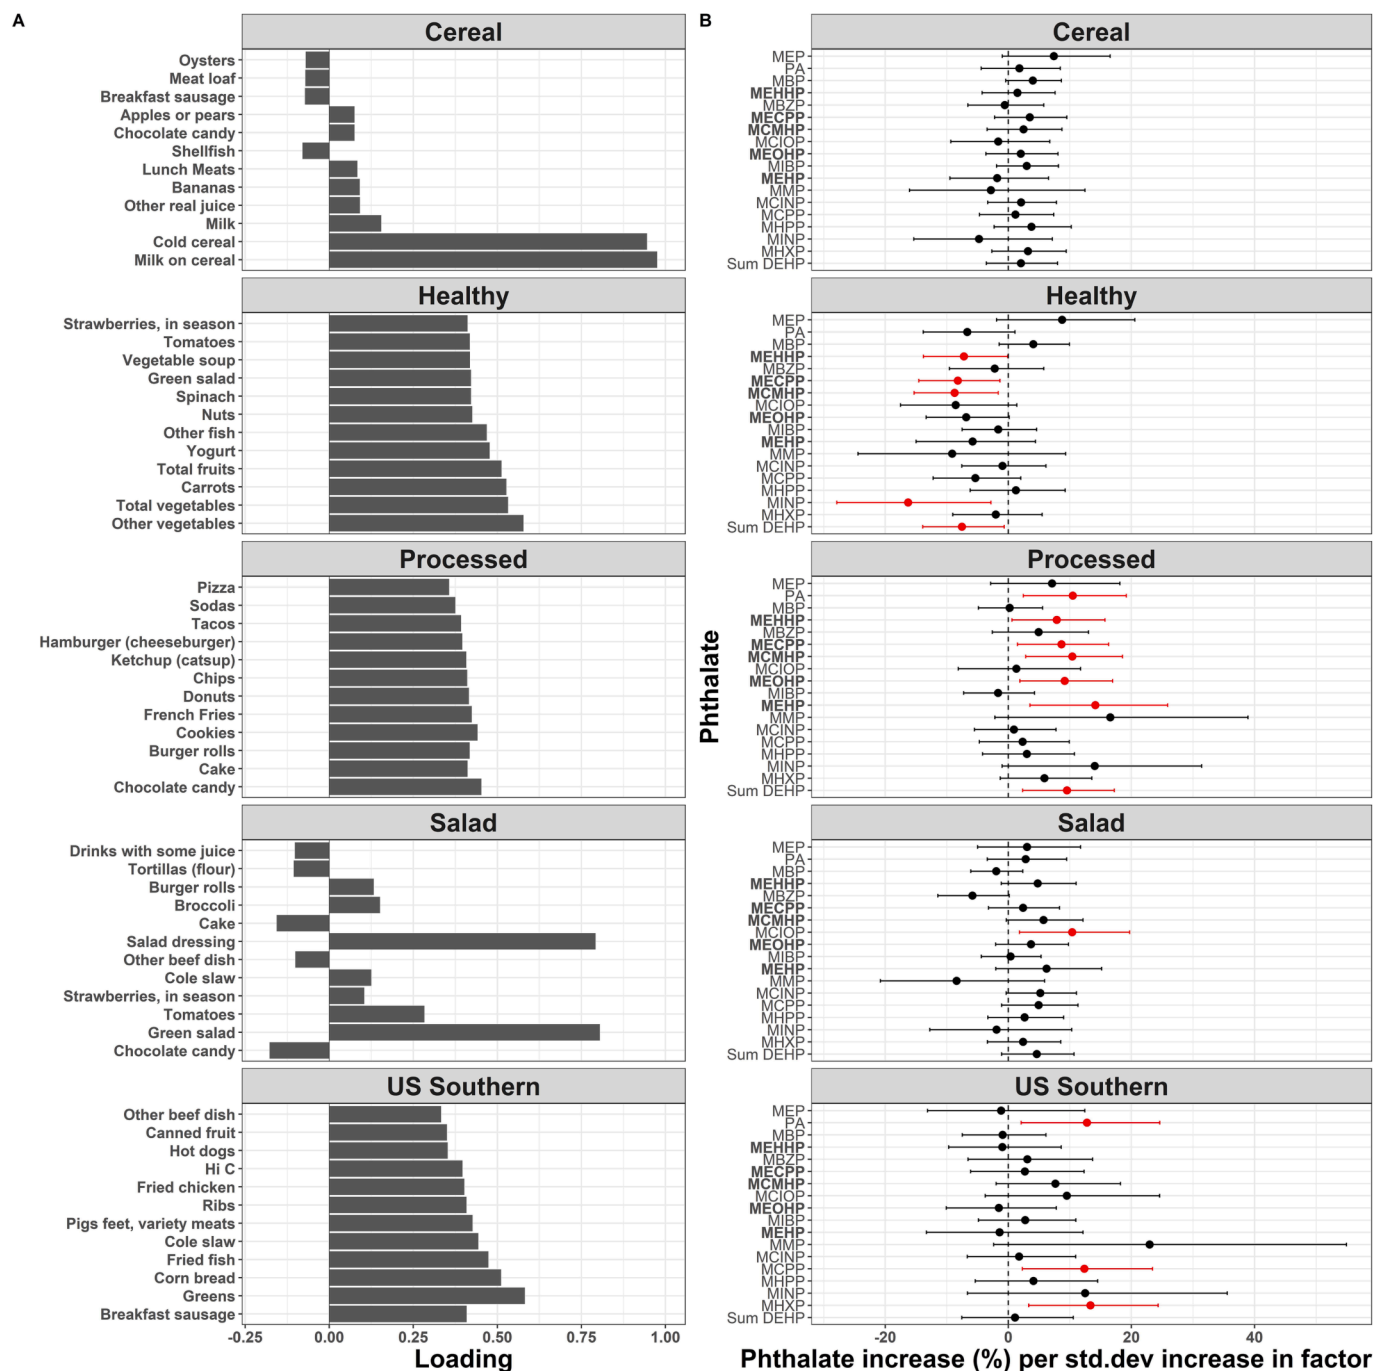 A
Cereal
Oysters
Meat loaf
Breakfast sausage
Apples or pears
Chocolate candy
Shellfish
Lunch Meats
Bananas
Other real juice
Milk
Cold cereal
Milk on cereal
Healthy
Strawberries, in season
Tomatoes
Vegetable soup
Green salad
Spinach
Nuts
Other fish
Yogurt
Total fruits
Carrots
Total vegetables
Other vegetables
Processed
Pizza
Sodas
Tacos
Hamburger (cheeseburger)
Ketchup (catsup)
Chips
Donuts
French Fries
Cookies
Burger rolls
Cake
Chocolate candy
Salad
Drinks with some juice
Tortillas (flour)
Burger rolls
Broccoli
Cake
Salad dressing
Other beef dish
Cole slaw
Strawberries, in season
Tomatoes
Green salad
Chocolate candy
US Southern
Other beef dish
Canned fruit
Hot dogs
Hi C
Fried chicken
Ribs
Pigs feet, variety meats
Cole slaw
Fried fish
Corn bread
Greens
Breakfast sausage
-0.25 0.00 0.25 0.50 0.75 1.00
Loading
B
Phthalate
Cereal
MEP
PA
MBP
MEHHP
MBZP
MECPP
MCMHP
MCIOP
MEOHP
MIBP
MEHP
MMP
MCINP
MCPP
MHPP
MINP
MHXP
Sum DEHP
Healthy
MEP
PA
MBP
MEHHP
MBZP
MECPP
MCMHP
MCIOP
MEOHP
MIBP
MEHP
MMP
MCINP
MCPP
MHPP
MINP
MHXP
Sum DEHP
Processed
MEP
PA
MBP
MEHHP
MBZP
MECPP
MCMHP
MCIOP
MEOHP
MIBP
MEHP
MMP
MCINP
MCPP
MHPP
MINP
MHXP
Sum DEHP
Salad
MEP
PA
MBP
MEHHP
MBZP
MECPP
MCMHP
MCIOP
MEOHP
MIBP
MEHP
MMP
MCINP
MCPP
MHPP
MINP
MHXP
Sum DEHP
US Southern
MEP
PA
MBP
MEHHP
MBZP
MECPP
MCMHP
MCIOP
MEOHP
MIBP
MEHP
MMP
MCINP
MCPP
MHPP
MINP
MHXP
Sum DEHP
-20 0 20 40
Phthalate increase (%) per std.dev increase in factor